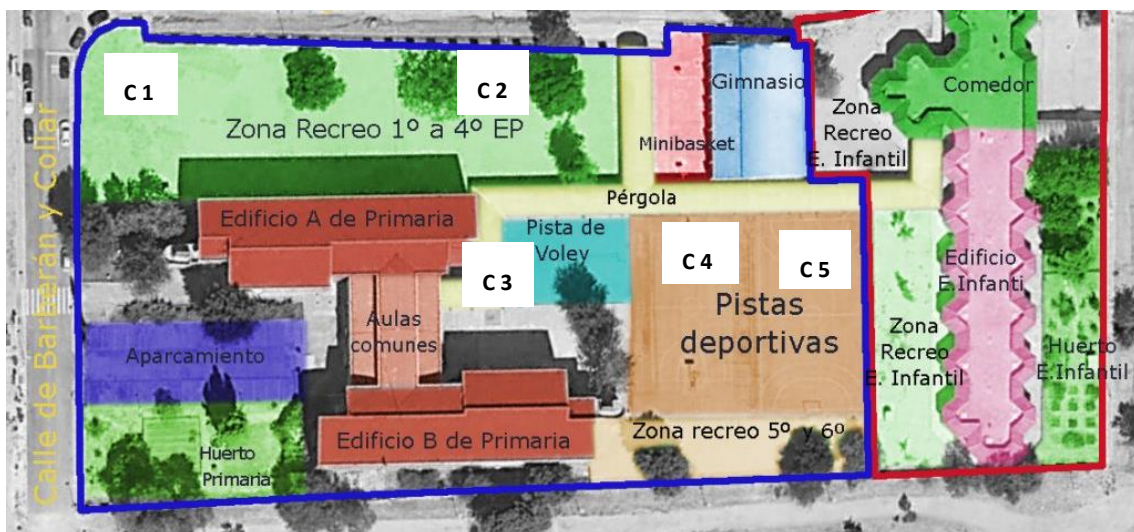 C 1
C 2
Zona Recreo 1º a 4º EP
Gimnasio
Minibasket
Comedor
Zona
Recreo
E. Infantil
Pérgola
Edificio A de Primaria
Pista de
Voley
C 3
C 4
C 5
Pistas
deportivas
Aulas
comunes
Aparcamiento
Edificio
E.Infanti
Zona
Recreo
E. Infantil
Huerto
E.Infantil
Huerto
Primaria
Edificio B de Primaria
Zona recreo 5º y 6º
Calle de Barberán y Collar